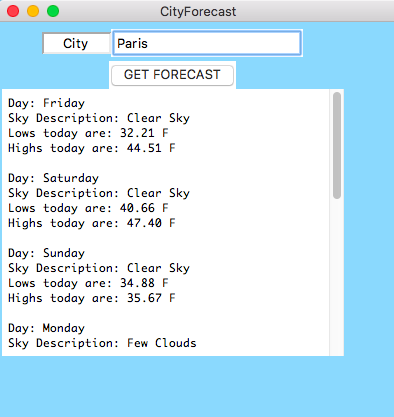 CityForecast
City Paris
GET FORECAST
Day: Friday
Sky Description: Clear Sky
Lows today are: 32.21 F
Highs today are: 44.51 F
Day: Saturday
Sky Description: Clear Sky
Lows today are: 40.66 F
Highs today are: 47.40 F
Day: Sunday
Sky Description: Clear Sky
Lows today are: 34.88 F
Highs today are: 35.67 F
Day: Monday
Sky Description: Few Clouds